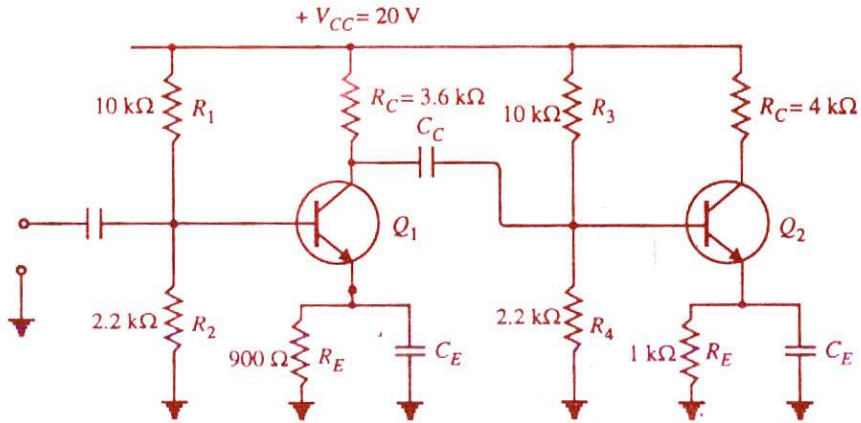 + V_CC = 20 V
10 kΩ R_1
R_C = 3.6 kΩ
C_C
10 kΩ R_3
R_C = 4 kΩ
Q_1
Q_2
2.2 kΩ R_2
900 Ω R_E
C_E
2.2 kΩ R_4
1 kΩ R_E
C_E